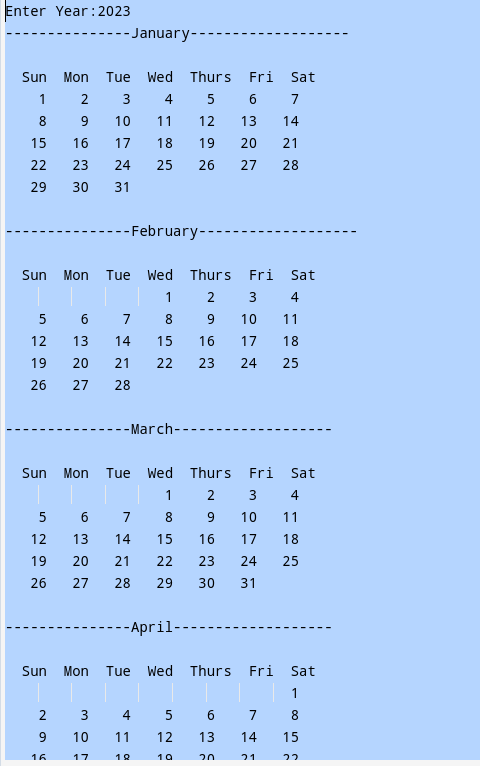 Enter Year:2023
---------------January-------------------
Sun Mon Tue Wed Thurs Fri Sat
1 2 3 4 5 6 7
8 9 10 11 12 13 14
15 16 17 18 19 20 21
22 23 24 25 26 27 28
29 30 31
---------------February-------------------
Sun Mon Tue Wed Thurs Fri Sat
1 2 3 4
5 6 7 8 9 10 11
12 13 14 15 16 17 18
19 20 21 22 23 24 25
26 27 28
---------------March-------------------
Sun Mon Tue Wed Thurs Fri Sat
1 2 3 4
5 6 7 8 9 10 11
12 13 14 15 16 17 18
19 20 21 22 23 24 25
26 27 28 29 30 31
---------------April-------------------
Sun Mon Tue Wed Thurs Fri Sat
1
2 3 4 5 6 7 8
9 10 11 12 13 14 15
16 17 18 19 20 21 22